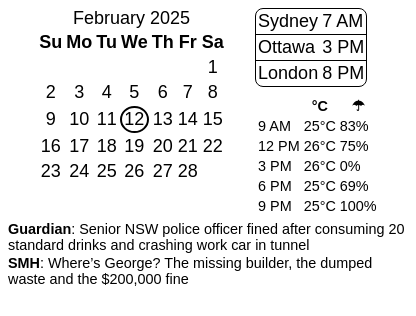 February 2025
Su Mo Tu We Th Fr Sa
1
2 3 4 5 6 7 8
9 10 11 12 13 14 15
16 17 18 19 20 21 22
23 24 25 26 27 28
Sydney 7 AM
Ottawa 3 PM
London 8 PM
°C ☂
9 AM 25°C 83%
12 PM 26°C 75%
3 PM 26°C 0%
6 PM 25°C 69%
9 PM 25°C 100%
Guardian: Senior NSW police officer fined after consuming 20
standard drinks and crashing work car in tunnel
SMH: Where's George? The missing builder, the dumped
waste and the $200,000 fine